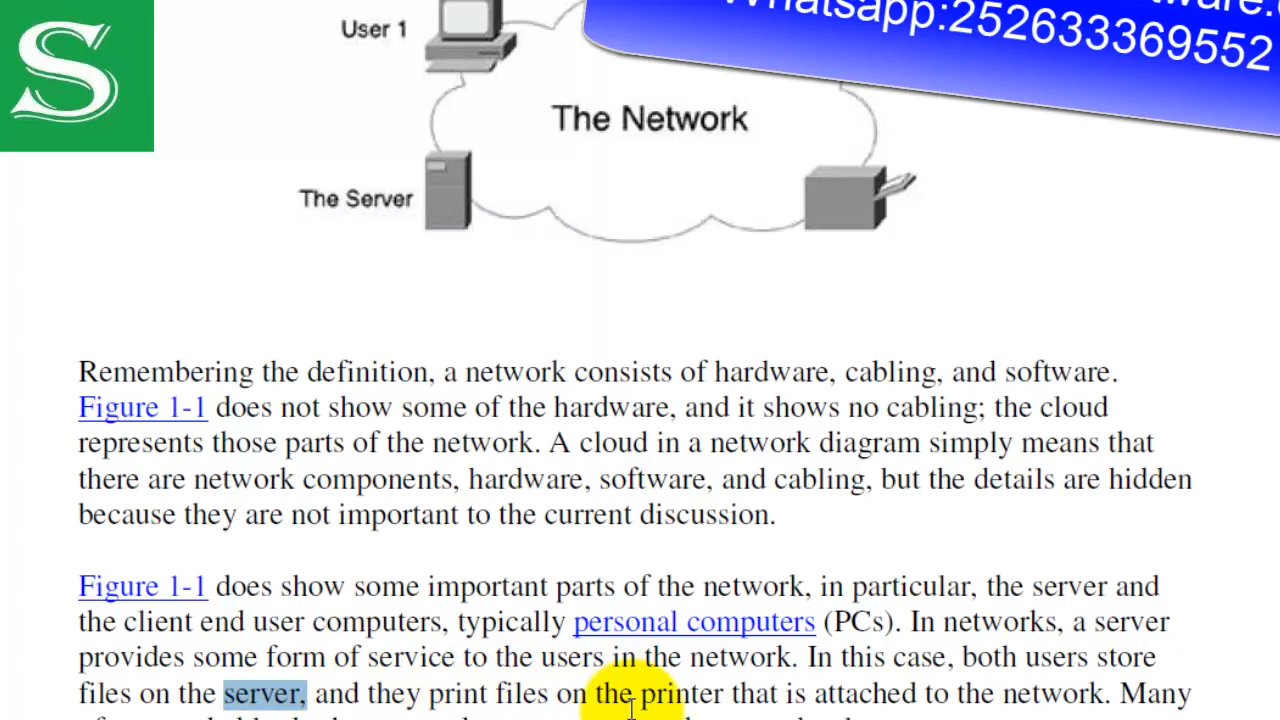 S
User 1
Whatsapp:252633369552
The Network
The Server
Remembering the definition, a network consists of hardware, cabling, and software.
Figure 1-1 does not show some of the hardware, and it shows no cabling; the cloud
represents those parts of the network. A cloud in a network diagram simply means that
there are network components, hardware, software, and cabling, but the details are hidden
because they are not important to the current discussion.
Figure 1-1 does show some important parts of the network, in particular, the server and
the client end user computers, typically personal computers (PCs). In networks, a server
provides some form of service to the users in the network. In this case, both users store
files on the server, and they print files on the printer that is attached to the network. Many